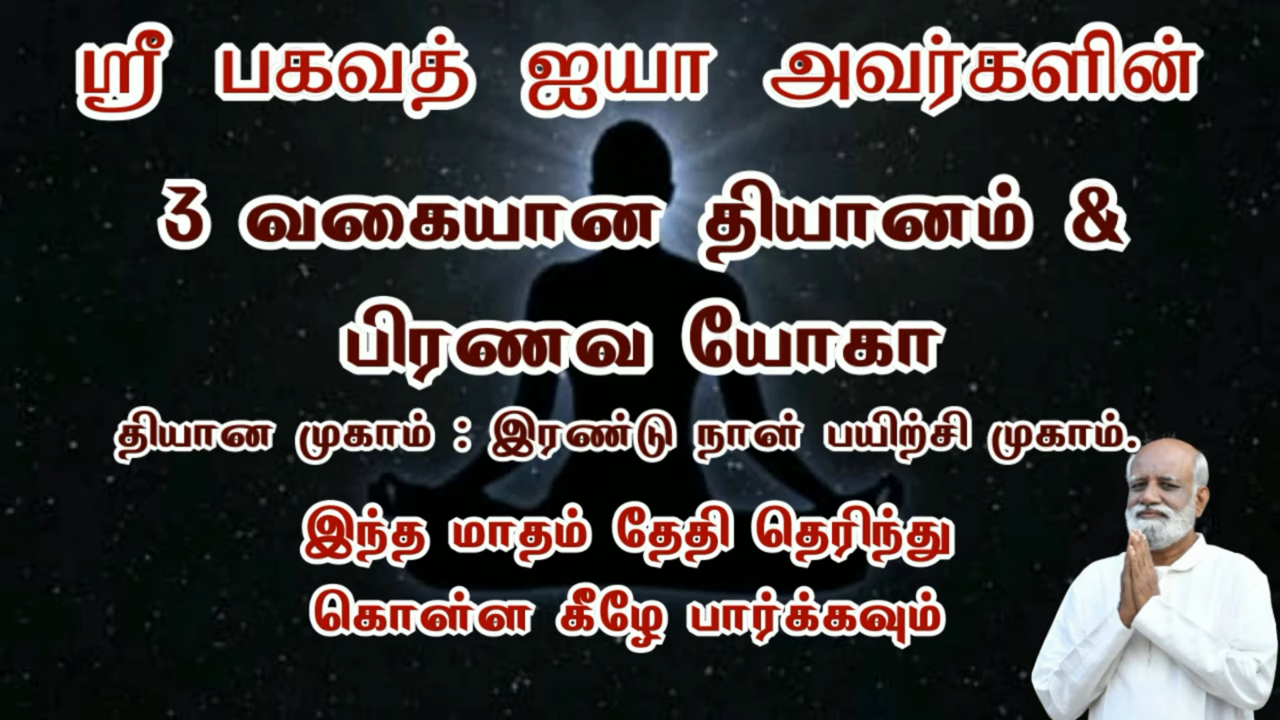 ஸ்ரீ பகவத் ஐயா அவர்களின்
3 வகையான தியானம் &
பிரணவ யோகா
தியான முகாம் : இரண்டு நாள் பயிற்சி முகாம்.
இந்த மாதம் தேதி தெரிந்து
கொள்ள கீழே பார்க்கவும்